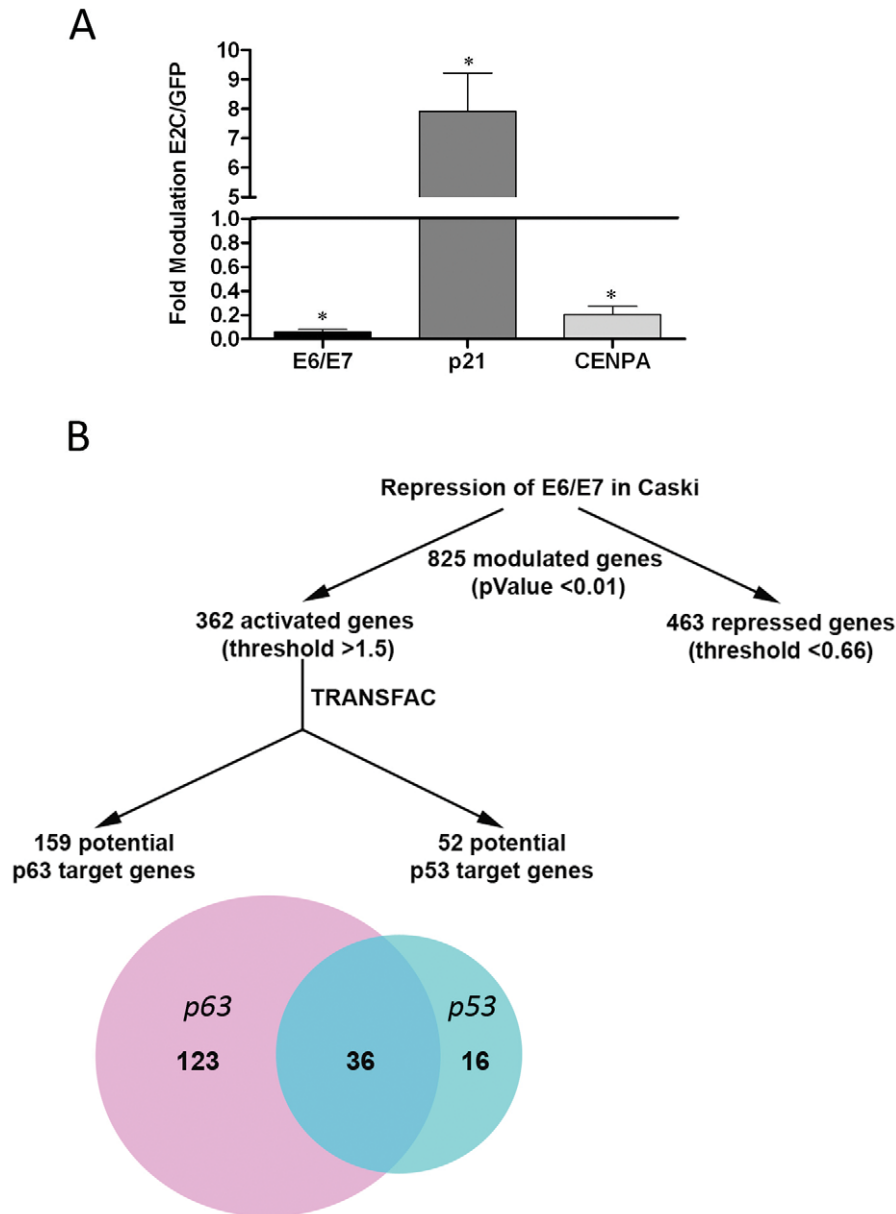 A
Fold Modulation E2C/GFP
10
9
8
7
6
5
1.0
0.8
0.6
0.4
0.2
0.0
*
*
*
E6/E7
p21
CENPA
B
Repression of E6/E7 in Caski
825 modulated genes
(pValue <0.01)
362 activated genes
(threshold >1.5)
463 repressed genes
(threshold <0.66)
TRANSFAC
159 potential
p63 target genes
52 potential
p53 target genes
p63
p53
123
36
16